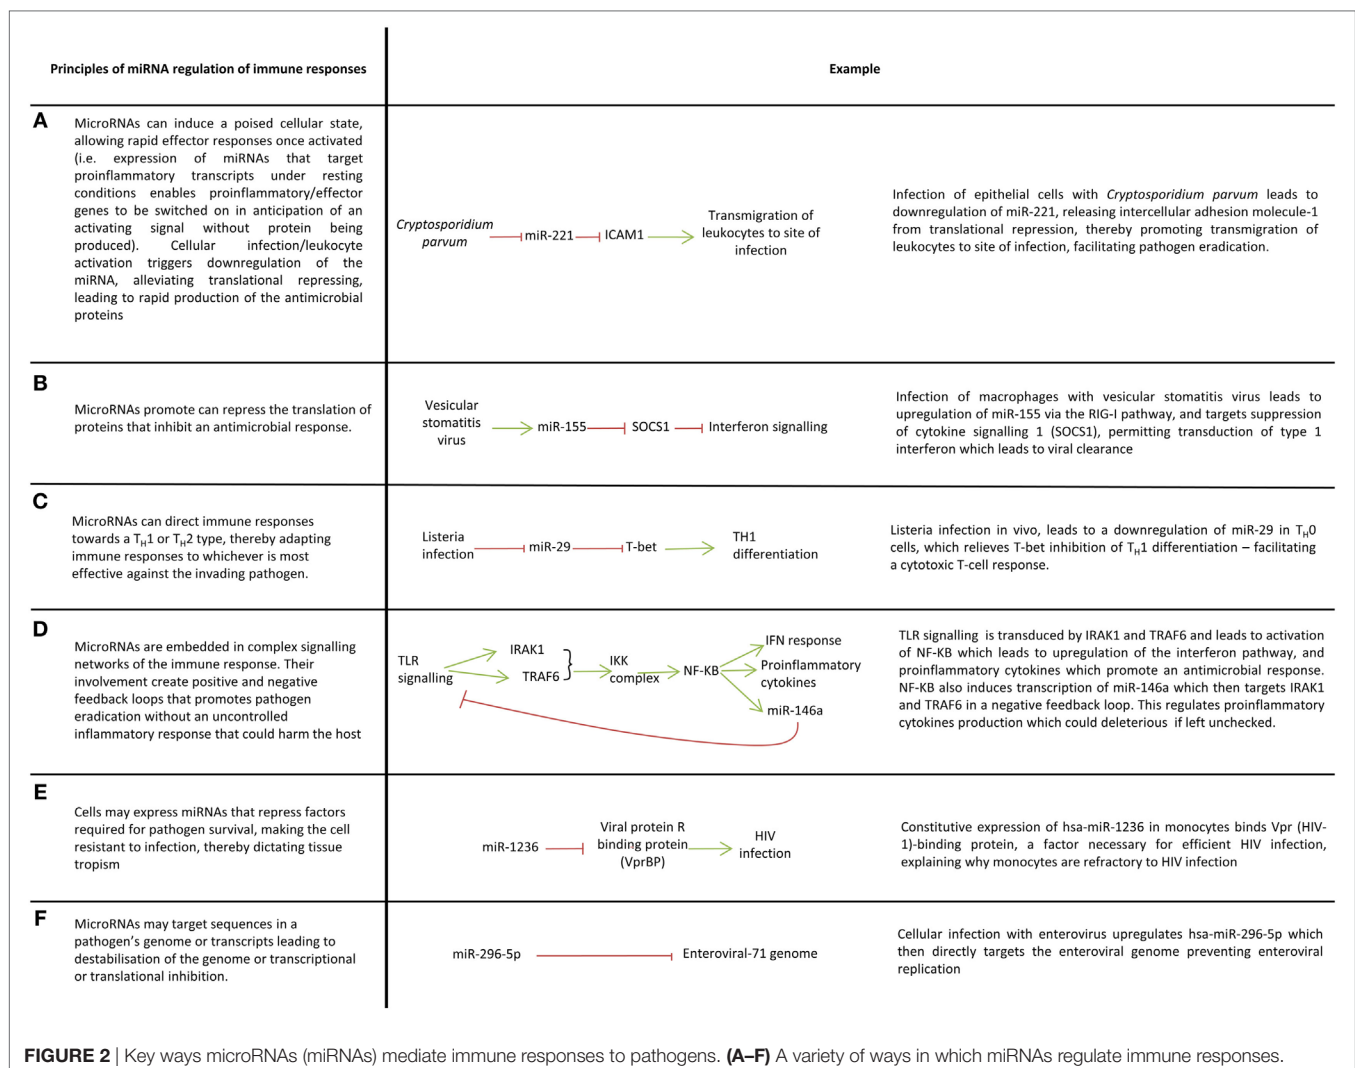 Principles of miRNA regulation of immune responses
Example
A
MicroRNAs can induce a poised cellular state,
allowing rapid effector responses once activated
(i.e. expression of miRNAs that target
proinflammatory transcripts under resting
conditions enables proinflammatory/effector
genes to be switched on in anticipation of an
activating signal without protein being
produced). Cellular infection/leukocyte
activation triggers downregulation of the
miRNA, alleviating translational repressing,
leading to rapid production of the antimicrobial
proteins
Cryptosporidium
parvum
miR-221
ICAM1
Transmigration of
leukocytes to site of
infection
Infection of epithelial cells with Cryptosporidium parvum leads to
downregulation of miR-221, releasing intercellular adhesion molecule-1
from translational repression, thereby promoting transmigration of
leukocytes to site of infection, facilitating pathogen eradication.
B
MicroRNAs promote can repress the translation of
proteins that inhibit an antimicrobial response.
Vesicular
stomatitis
virus
miR-155
SOCS1
Interferon signalling
Infection of macrophages with vesicular stomatitis virus leads to
upregulation of miR-155 via the RIG-I pathway, and targets suppression
of cytokine signalling 1 (SOCS1), permitting transduction of type 1
interferon which leads to viral clearance
C
MicroRNAs can direct immune responses
towards a TH1 or TH2 type, thereby adapting
immune responses to whichever is most
effective against the invading pathogen.
Listeria
infection
miR-29
T-bet
TH1
differentiation
Listeria infection in vivo, leads to a downregulation of miR-29 in TH0
cells, which relieves T-bet inhibition of TH1 differentiation – facilitating
a cytotoxic T-cell response.
D
MicroRNAs are embedded in complex signalling
networks of the immune response. Their
involvement create positive and negative
feedback loops that promotes pathogen
eradication without an uncontrolled
inflammatory response that could harm the host
TLR
signalling
IRAK1
TRAF6
IKK
complex
NF-KB
IFN response
Proinflammatory
cytokines
miR-146a
TLR signalling is transduced by IRAK1 and TRAF6 and leads to activation
of NF-KB which leads to upregulation of the interferon pathway, and
proinflammatory cytokines which promote an antimicrobial response.
NF-KB also induces transcription of miR-146a which then targets IRAK1
and TRAF6 in a negative feedback loop. This regulates proinflammatory
cytokines production which could deleterious if left unchecked.
E
Cells may express miRNAs that repress factors
required for pathogen survival, making the cell
resistant to infection, thereby dictating tissue
tropism
miR-1236
Viral protein R
binding protein
(VprBP)
HIV
infection
Constitutive expression of hsa-miR-1236 in monocytes binds Vpr (HIV-
1)-binding protein, a factor necessary for efficient HIV infection,
explaining why monocytes are refractory to HIV infection
F
MicroRNAs may target sequences in a
pathogen's genome or transcripts leading to
destabilisation of the genome or transcriptional
or translational inhibition.
miR-296-5p
Enteroviral-71 genome
Cellular infection with enterovirus upregulates hsa-miR-296-5p which
then directly targets the enteroviral genome preventing enteroviral
replication
FIGURE 2 | Key ways microRNAs (miRNAs) mediate immune responses to pathogens. (A–F) A variety of ways in which miRNAs regulate immune responses.